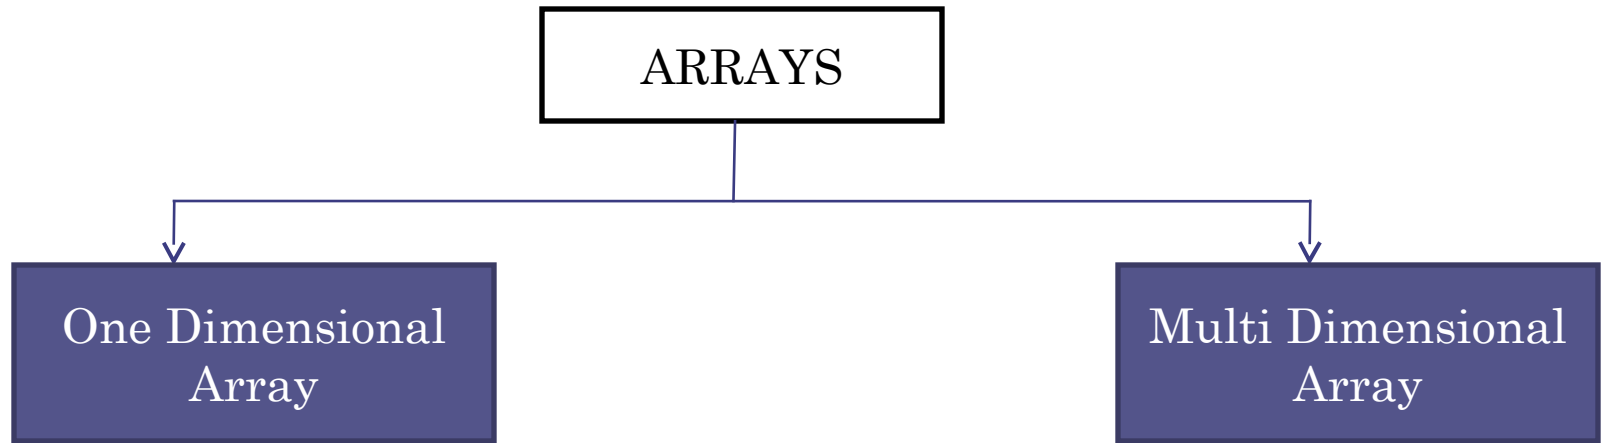 ARRAYS
One Dimensional
Array
Multi Dimensional
Array